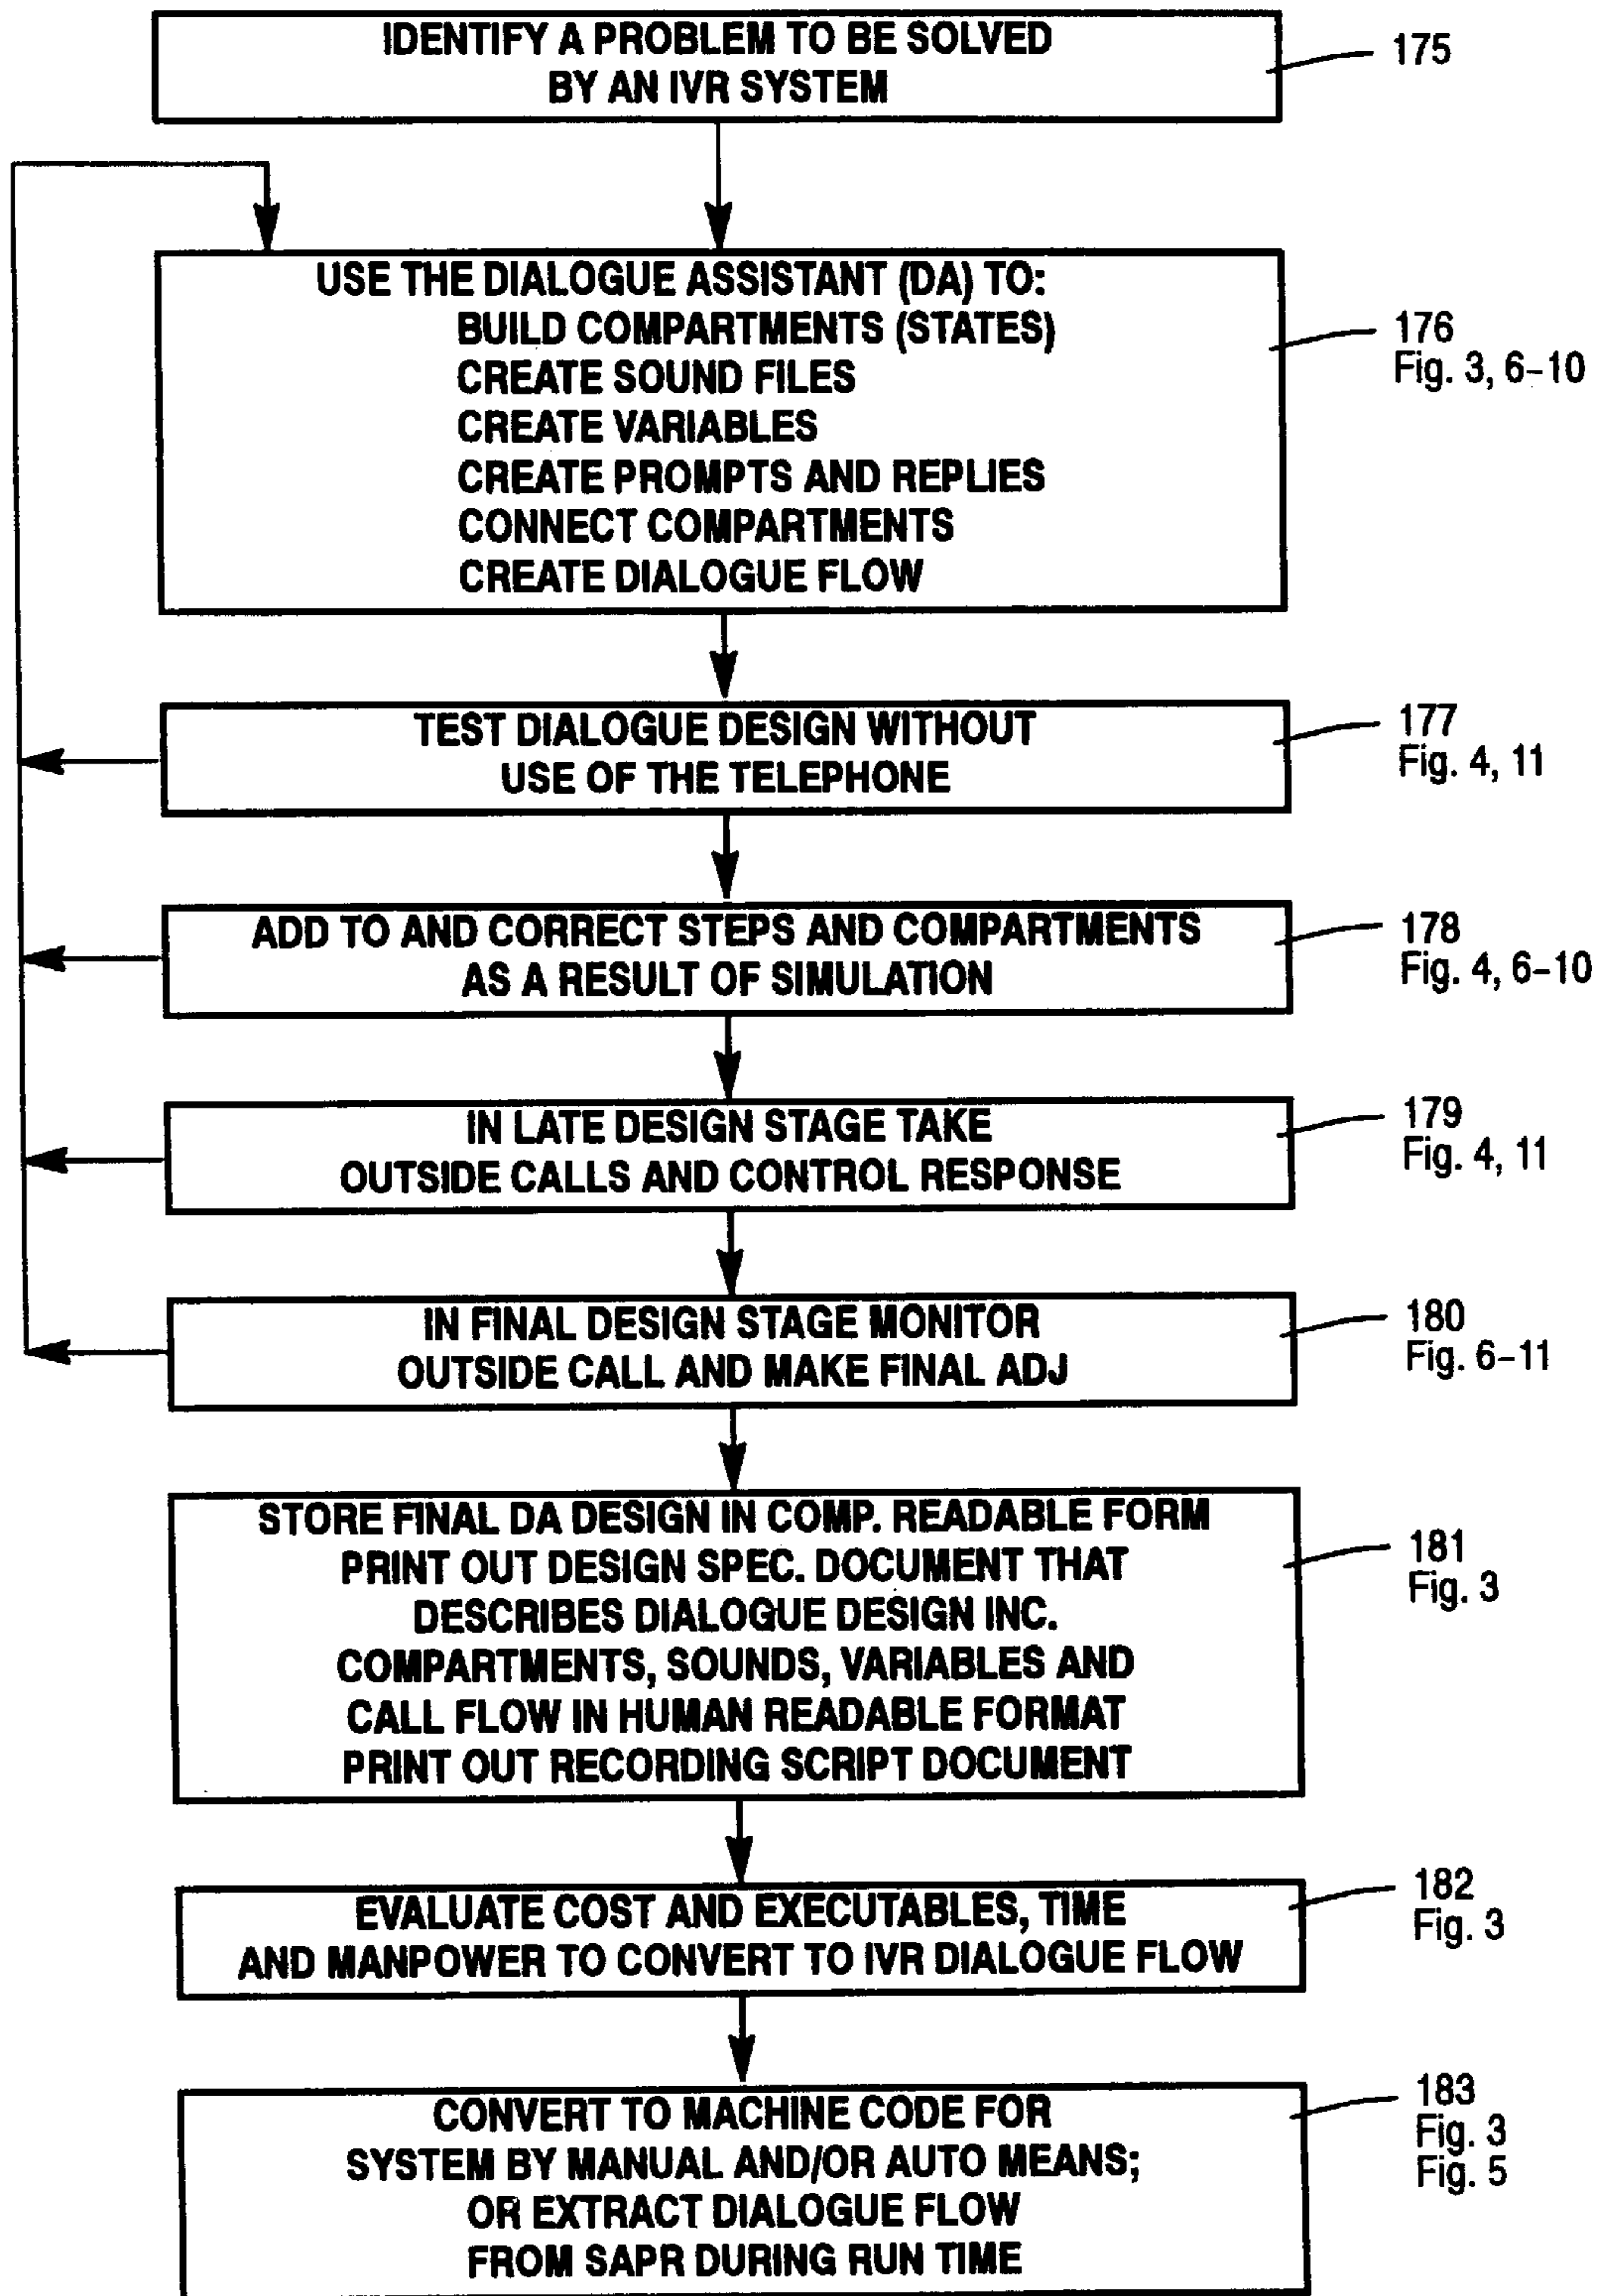 IDENTIFY A PROBLEM TO BE SOLVED
BY AN IVR SYSTEM
175
USE THE DIALOGUE ASSISTANT (DA) TO:
BUILD COMPARTMENTS (STATES)
CREATE SOUND FILES
CREATE VARIABLES
CREATE PROMPTS AND REPLIES
CONNECT COMPARTMENTS
CREATE DIALOGUE FLOW
176
Fig. 3, 6-10
TEST DIALOGUE DESIGN WITHOUT
USE OF THE TELEPHONE
177
Fig. 4, 11
ADD TO AND CORRECT STEPS AND COMPARTMENTS
AS A RESULT OF SIMULATION
178
Fig. 4, 6-10
IN LATE DESIGN STAGE TAKE
OUTSIDE CALLS AND CONTROL RESPONSE
179
Fig. 4, 11
IN FINAL DESIGN STAGE MONITOR
OUTSIDE CALL AND MAKE FINAL ADJ
180
Fig. 6-11
STORE FINAL DA DESIGN IN COMP. READABLE FORM
PRINT OUT DESIGN SPEC. DOCUMENT THAT
DESCRIBES DIALOGUE DESIGN INC.
COMPARTMENTS, SOUNDS, VARIABLES AND
CALL FLOW IN HUMAN READABLE FORMAT
PRINT OUT RECORDING SCRIPT DOCUMENT
181
Fig. 3
EVALUATE COST AND EXECUTABLES, TIME
AND MANPOWER TO CONVERT TO IVR DIALOGUE FLOW
182
Fig. 3
CONVERT TO MACHINE CODE FOR
SYSTEM BY MANUAL AND/OR AUTO MEANS;
OR EXTRACT DIALOGUE FLOW
FROM SAPR DURING RUN TIME
183
Fig. 3
Fig. 5